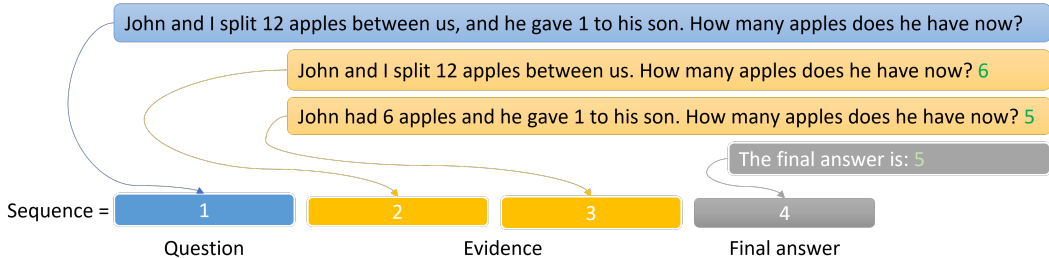 John and I split 12 apples between us, and he gave 1 to his son. How many apples does he have now?
John and I split 12 apples between us. How many apples does he have now? 6
John had 6 apples and he gave 1 to his son. How many apples does he have now? 5
The final answer is: 5
Sequence = 1 2 3 4
Question Evidence Final answer